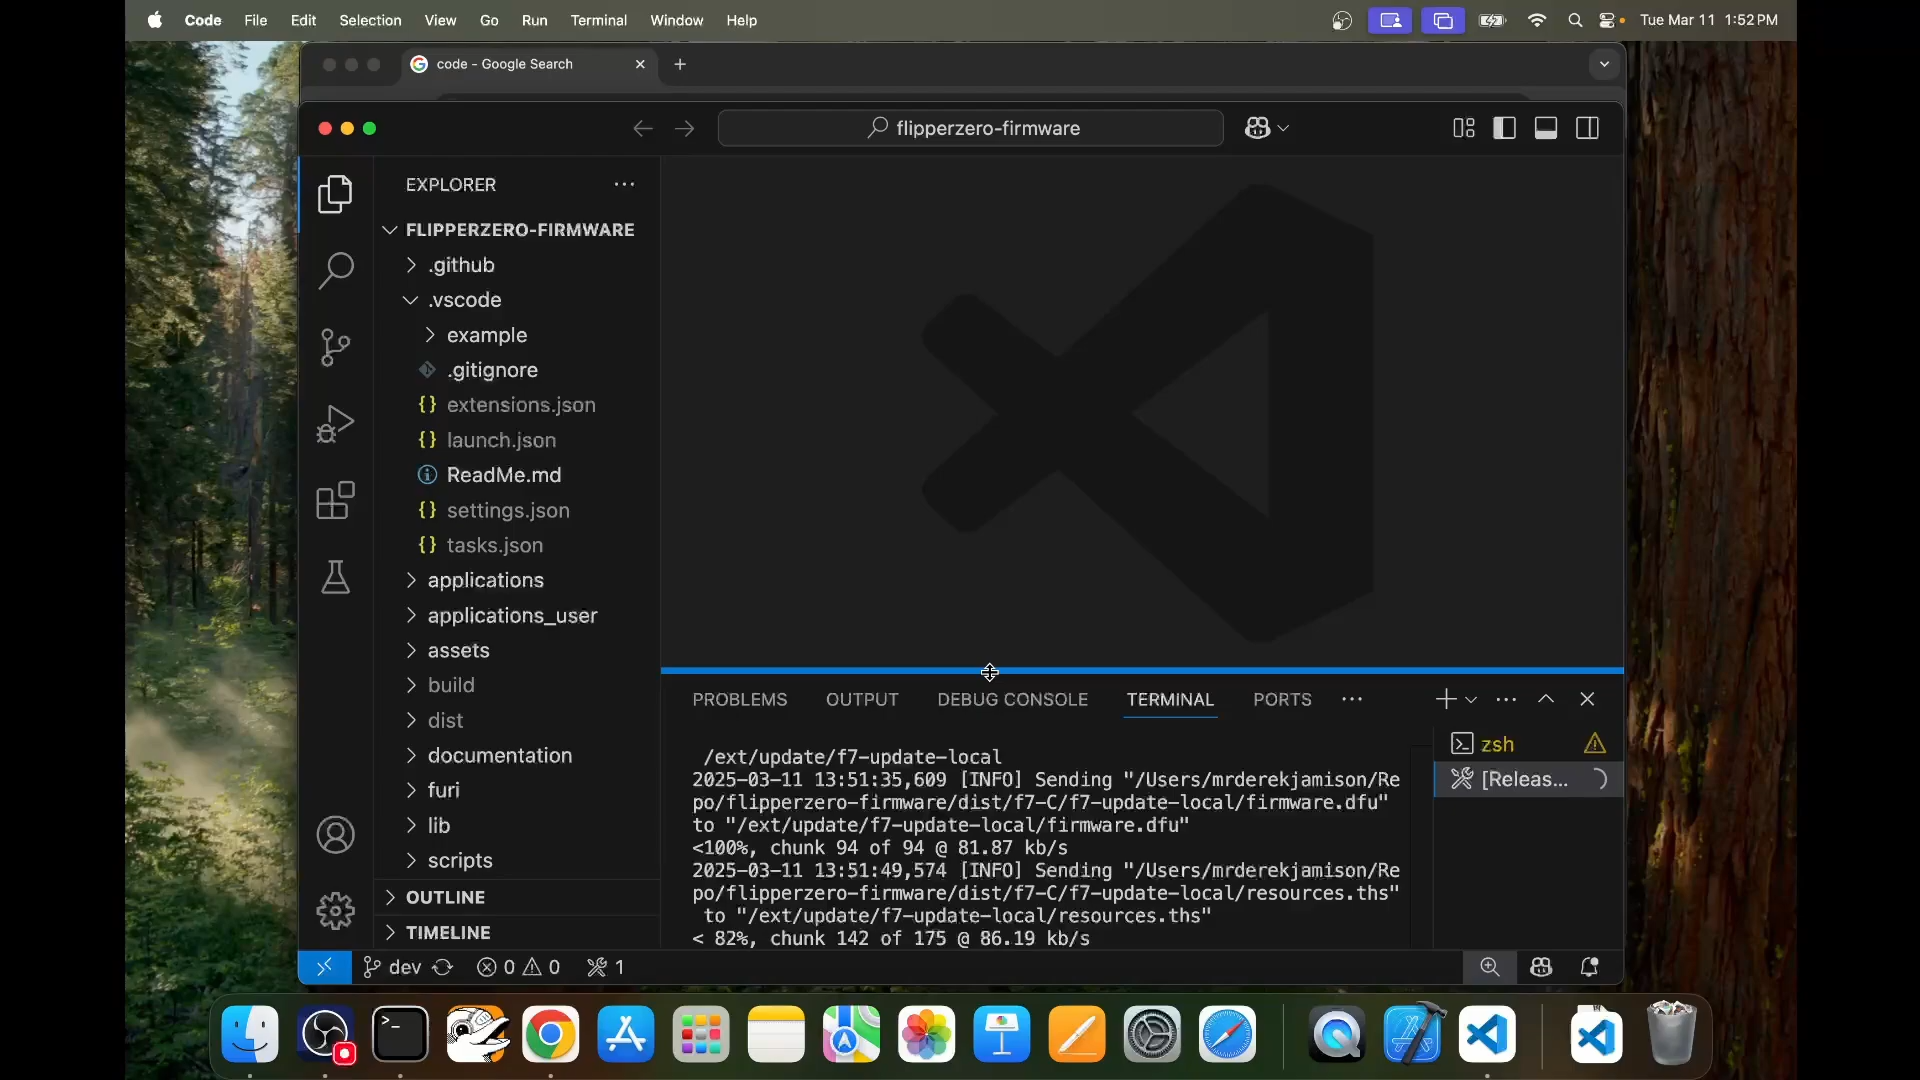 Code File Edit Selection View Go Run Terminal Window Help Tue Mar 11 1:52 PM
code - Google Search
flipperzero-firmware
EXPLORER
FLIPPERZERO-FIRMWARE
.github
.vscode
example
.gitignore
extensions.json
launch.json
ReadMe.md
settings.json
tasks.json
applications
applications_user
assets
build
dist
documentation
furi
lib
scripts
OUTLINE
TIMELINE
PROBLEMS OUTPUT DEBUG CONSOLE TERMINAL PORTS
/ext/update/f7-update-local
2025-03-11 13:51:35,609 [INFO] Sending "/Users/mrderekjamison/Re
po/flipperzero-firmware/dist/f7-C/f7-update-local/firmware.dfu"
to "/ext/update/f7-update-local/firmware.dfu"
<100%, chunk 94 of 94 @ 81.87 kb/s
2025-03-11 13:51:49,574 [INFO] Sending "/Users/mrderekjamison/Re
po/flipperzero-firmware/dist/f7-C/f7-update-local/resources.ths"
to "/ext/update/f7-update-local/resources.ths"
< 82%, chunk 142 of 175 @ 86.19 kb/s
zsh
[Releas...
dev 0 0 1